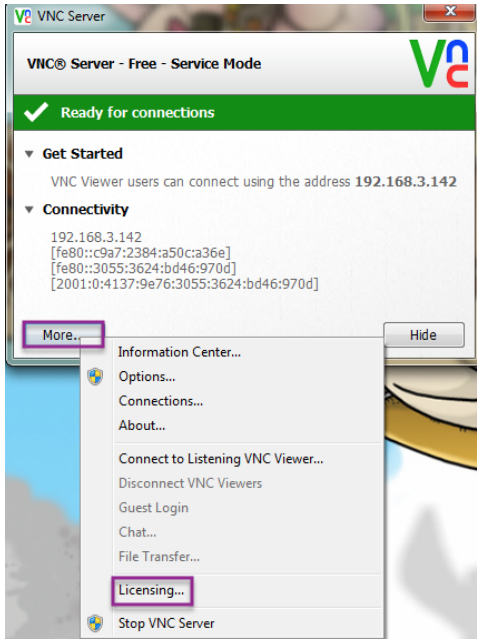 VNC Server
VNC® Server - Free - Service Mode
Ready for connections
Get Started
VNC Viewer users can connect using the address 192.168.3.142
Connectivity
192.168.3.142
[fe80::c9a7:2384:a50c:a36e]
[fe80::3055:3624:bd46:970d]
[2001:0:4137:9e76:3055:3624:bd46:970d]
More... Hide
Information Center...
Options...
Connections...
About...
Connect to Listening VNC Viewer...
Disconnect VNC Viewers
Guest Login
Chat...
File Transfer...
Licensing...
Stop VNC Server